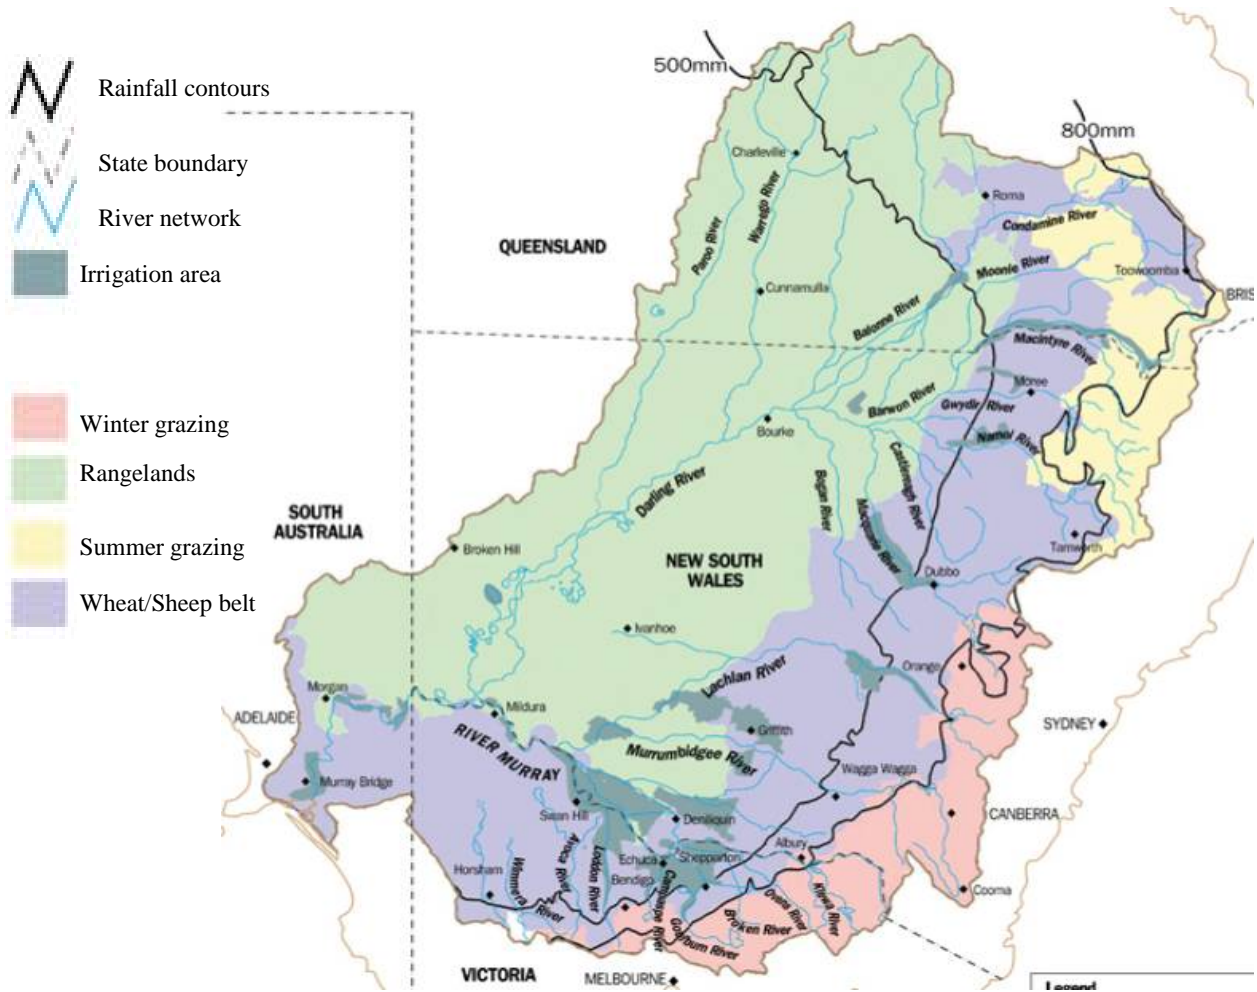 Rainfall contours
State boundary
River network
Irrigation area
Winter grazing
Rangelands
Summer grazing
Wheat/Sheep belt
500mm
800mm
Charleville
Roma
Paroo River
Warrego River
Condamine River
QUEENSLAND
Moonie River
Toowoomba
Cunnamulla
BRIS
Balonne River
Macintyre River
Moree
Barwon River
Gwydir River
Bourke
Namoi River
Castlereagh River
Darling River
Bogan River
Macquarie River
SOUTH
AUSTRALIA
Broken Hill
Tamworth
NEW SOUTH
WALES
Dubbo
Ivanhoe
Orange
Lachlan River
Morgan
Mildura
ADELAIDE
SYDNEY
RIVER MURRAY
Griffith
Murrumbidgee River
Wagga Wagga
Murray Bridge
Swan Hill
Deniliquin
CANBERRA
Albury
Echuca
Shepparton
Horsham
Wimmera River
Avoca River
Loddon River
Bendigo
Campaspe River
Goulburn River
Broken River
Ovens River
Kiewa River
Cooma
VICTORIA
MELBOURNE
Legend